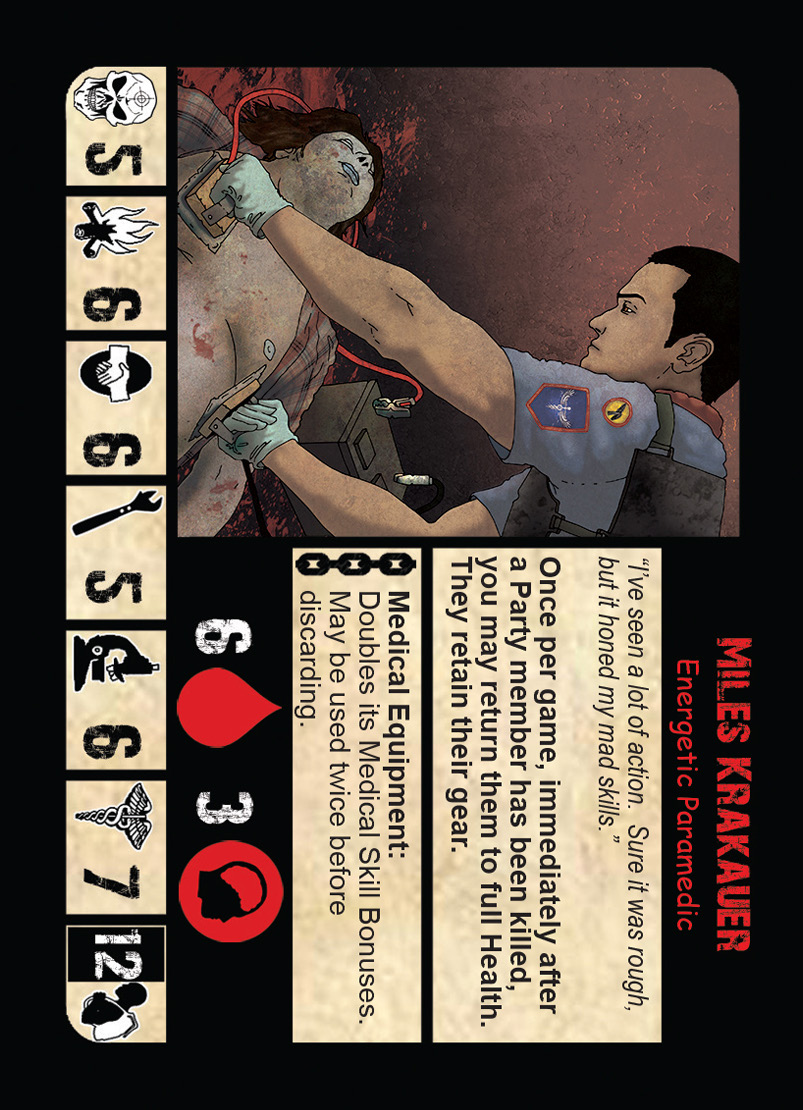 MILES KRAKAUER
Energetic Paramedic
“I’ve seen a lot of action.  Sure it was rough,
but it honed my mad skills.”
Once per game, immediately after
a Party member has been killed,
you may return them to full Health.
They retain their gear.
Medical Equipment:
Doubles its Medical Skill Bonuses.
May be used twice before
discarding.
6 3
5 6 6 5 6 7 12